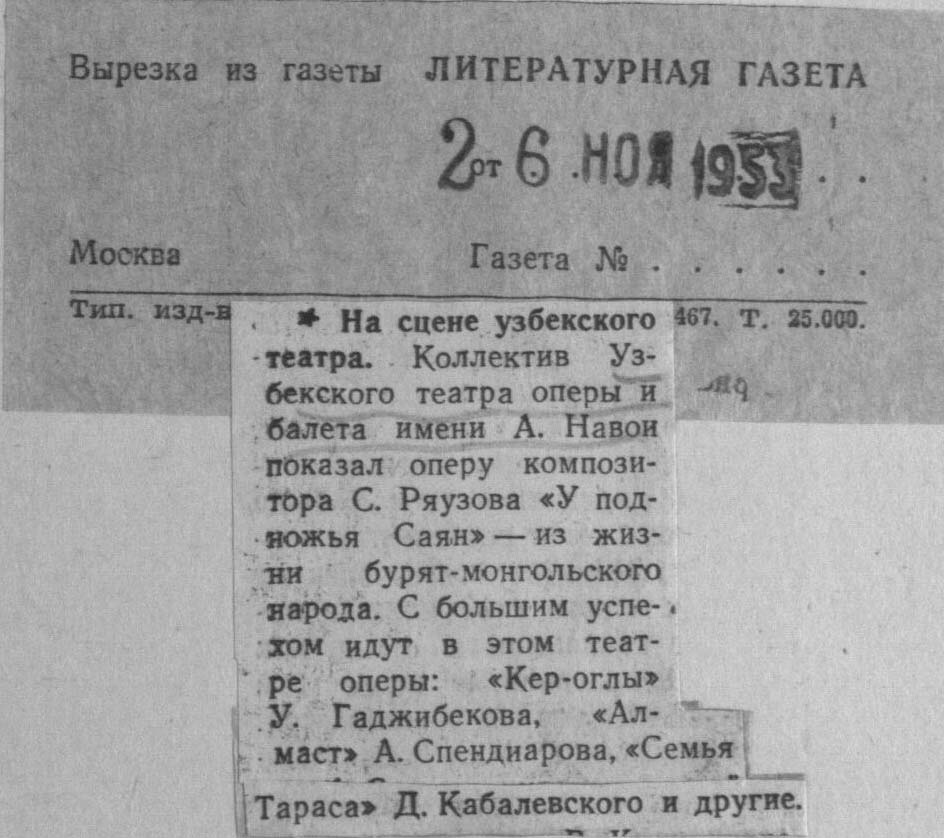 Вырезка из газеты ЛИТЕРАТУРНАЯ ГАЗЕТА
от 26 НОЯ 1953 . .
Москва Газета № . . . . . .
Тип. изд-в 467. Т. 25.000.
* На сцене узбекского
театра. Коллектив Уз-
бекского театра оперы и
балета имени А. Навои
показал оперу компози-
тора С. Ряузова «У под-
ножья Саян» — из жиз-
ни бурят-монгольского
народа. С большим успе-
хом идут в этом теат-
ре оперы: «Кер-оглы»
У. Гаджибекова, «Ал-
маст» А. Спендиарова, «Семья
Тараса» Д. Кабалевского и другие.